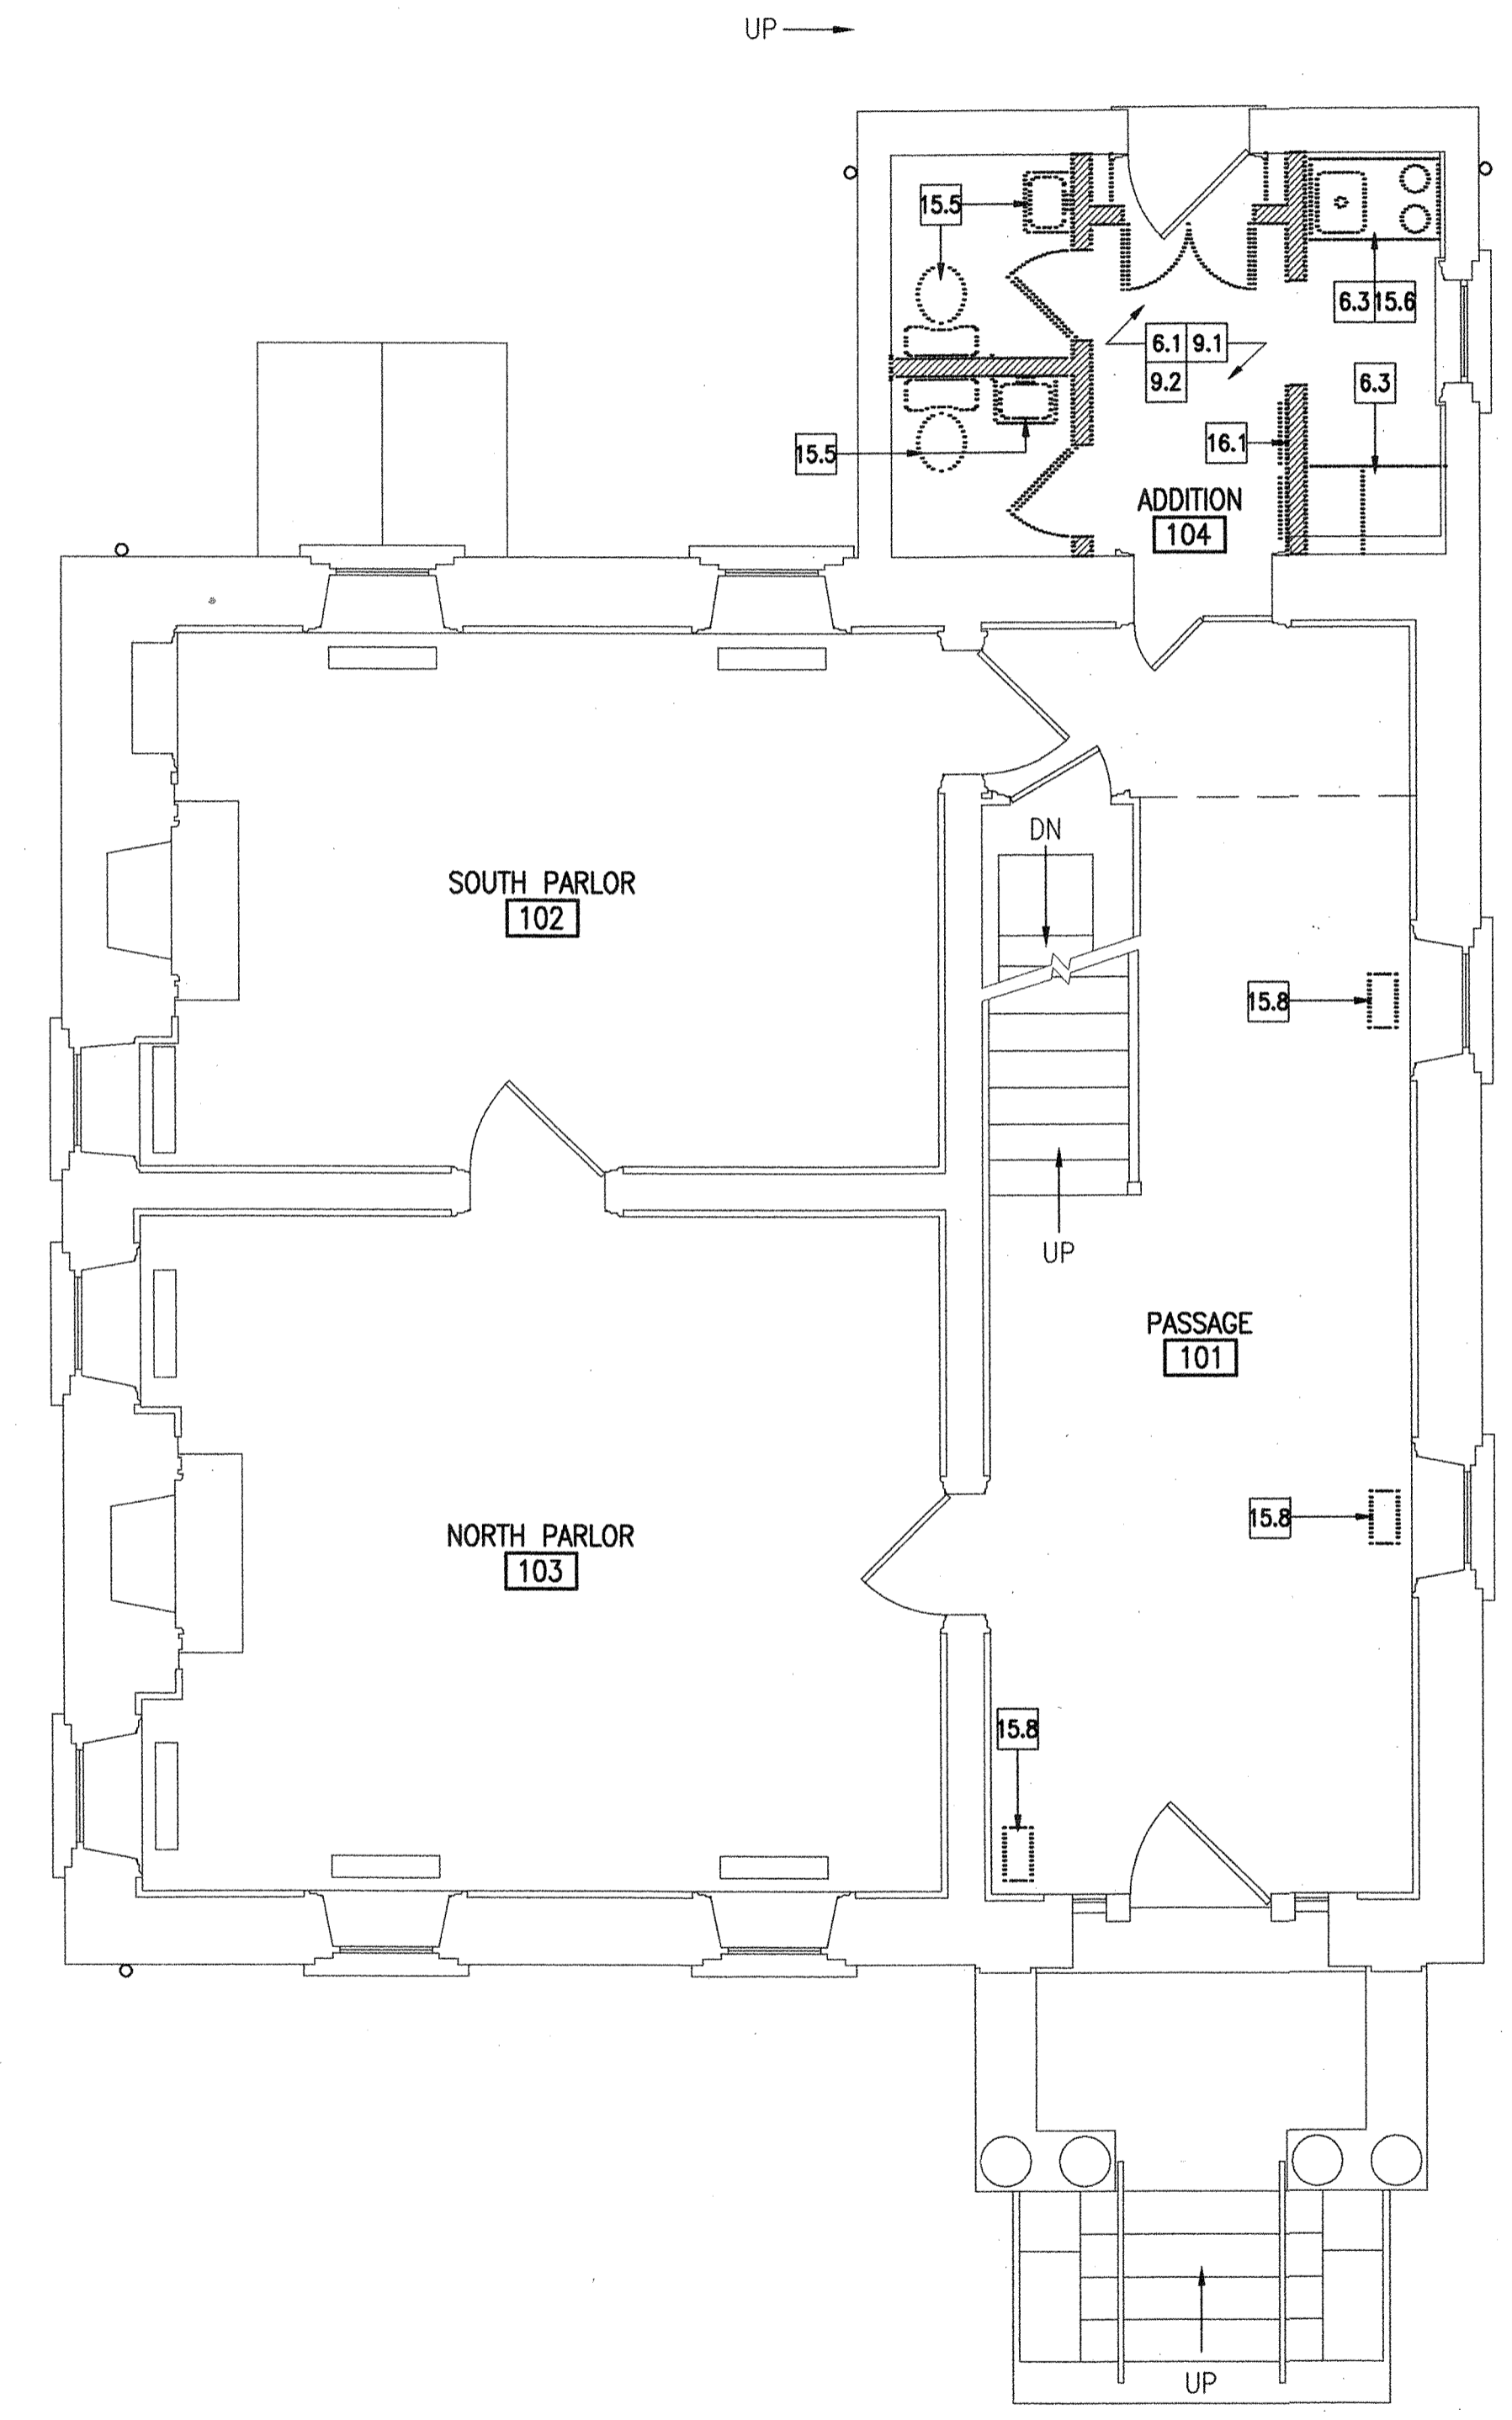 UP
15.5
6.3 15.6
6.1 9.1
9.2
6.3
15.5
16.1
ADDITION
104
DN
SOUTH PARLOR
102
15.8
UP
PASSAGE
101
15.8
NORTH PARLOR
103
15.8
UP